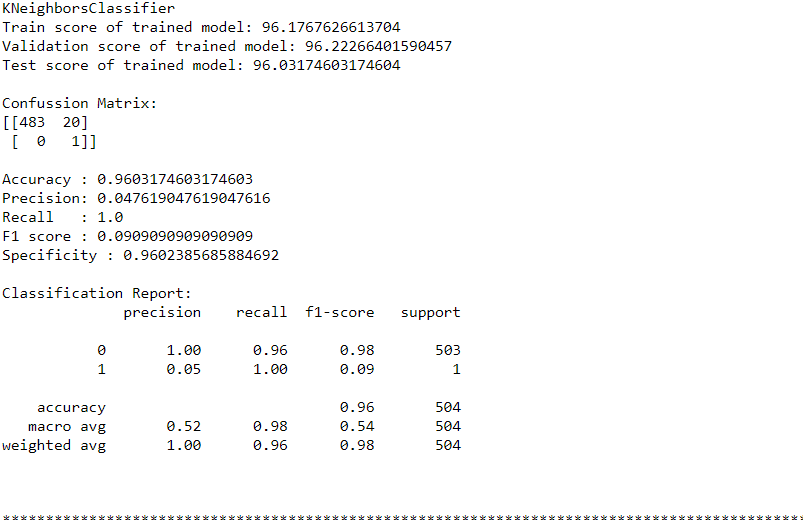 KNeighborsClassifier
Train score of trained model: 96.1767626613704
Validation score of trained model: 96.22266401590457
Test score of trained model: 96.03174603174604
Confussion Matrix:
[[483  20]
 [  0   1]]
Accuracy : 0.9603174603174603
Precision: 0.047619047619047616
Recall   : 1.0
F1 score : 0.0909090909090909
Specificity : 0.9602385685884692
Classification Report:
              precision    recall  f1-score   support
           0       1.00      0.96      0.98       503
           1       0.05      1.00      0.09         1
    accuracy                           0.96       504
   macro avg       0.52      0.98      0.54       504
weighted avg       1.00      0.96      0.98       504
*********************************************************************************************